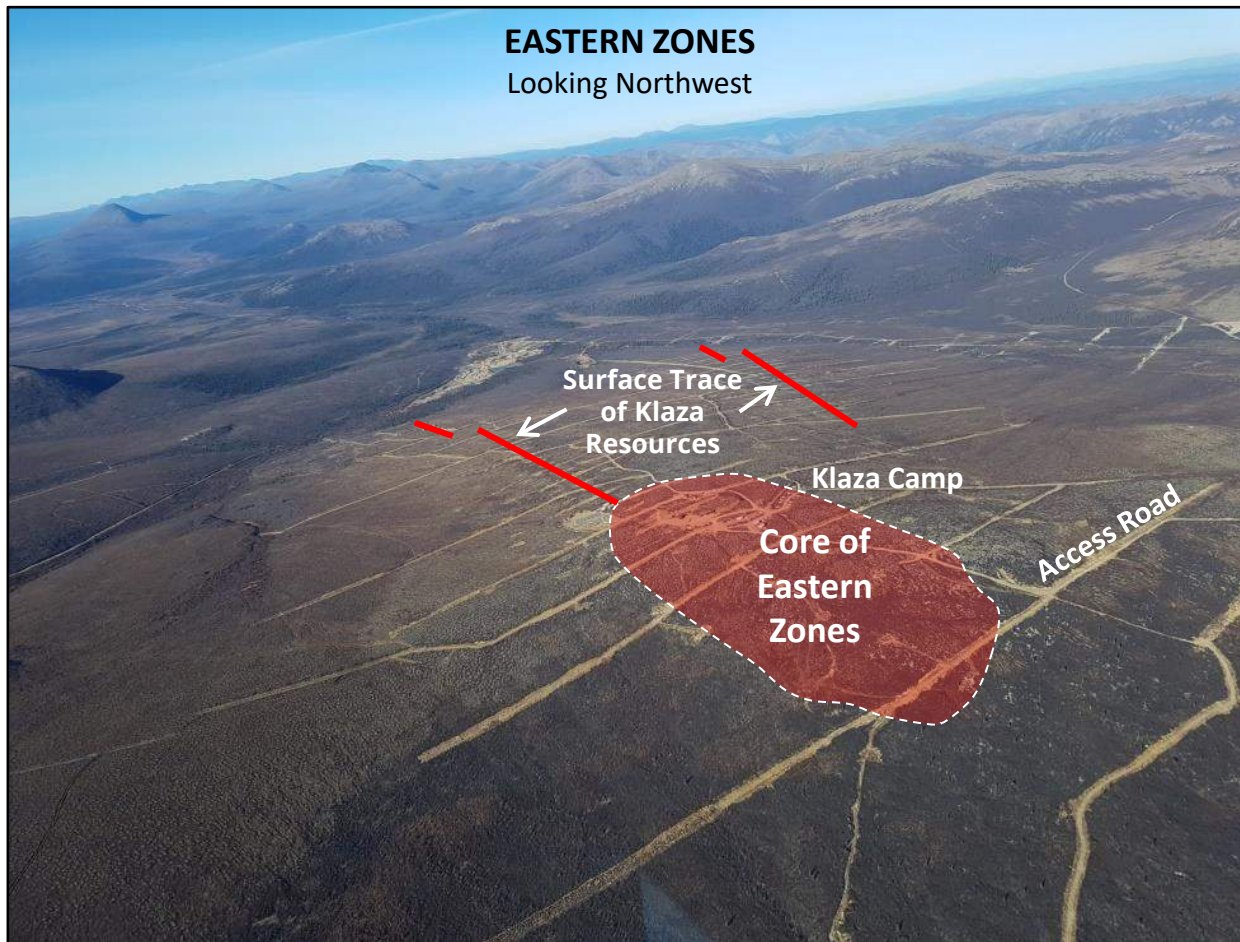 EASTERN ZONES
Looking Northwest
Surface Trace
of Klaza
Resources
Klaza Camp
Access Road
Core of
Eastern
Zones